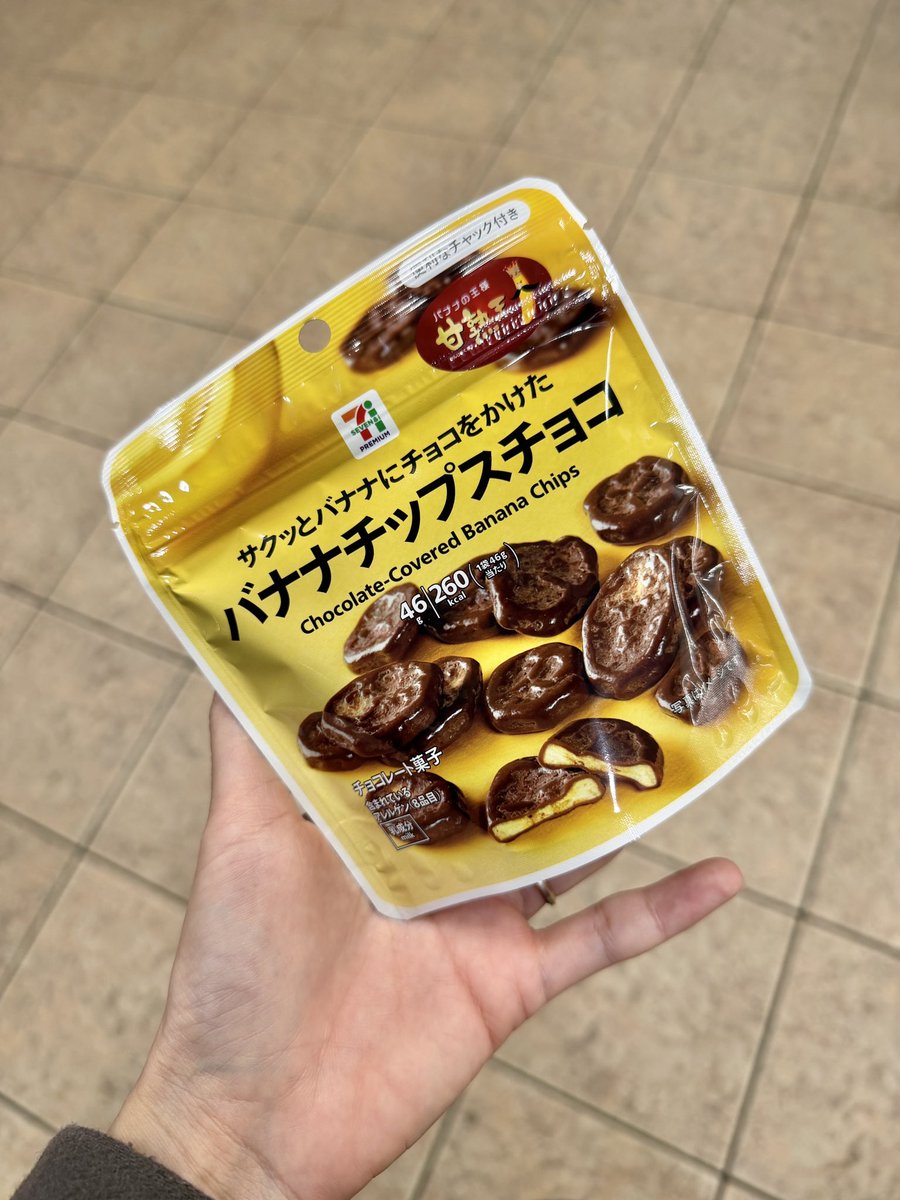 便利なチャック付き
バナナの王様
甘熟王
SEVEN&i
PREMIUM
サクッとバナナにチョコをかけた
バナナチップスチョコ
Chocolate-Covered Banana Chips
46g 260kcal (1袋46g当たり)
写真はイメージです
チョコレート菓子
含まれている
アレルゲン(8品目)
乳成分
milk